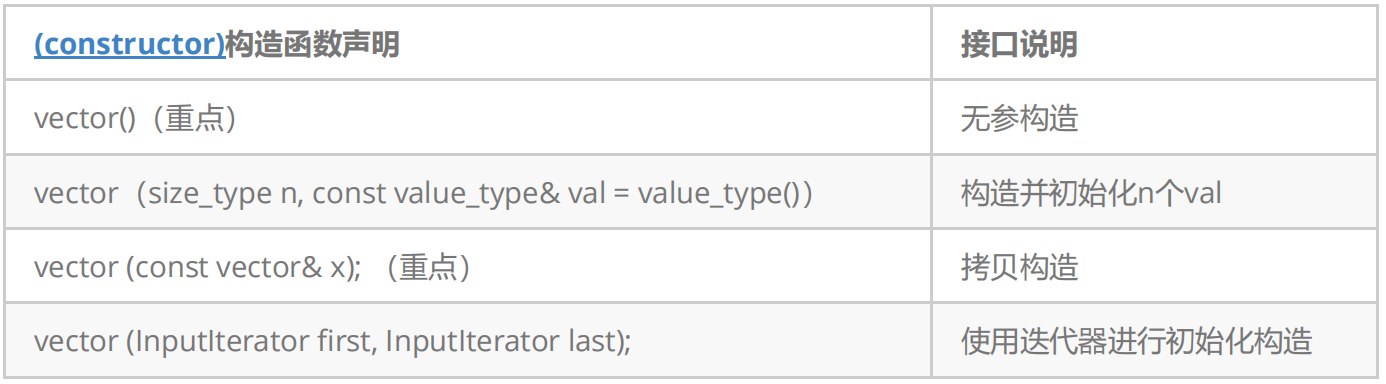 (constructor)构造函数声明 接口说明
vector()（重点） 无参构造
vector（size_type n, const value_type& val = value_type()） 构造并初始化n个val
vector (const vector& x); （重点） 拷贝构造
vector (InputIterator first, InputIterator last); 使用迭代器进行初始化构造